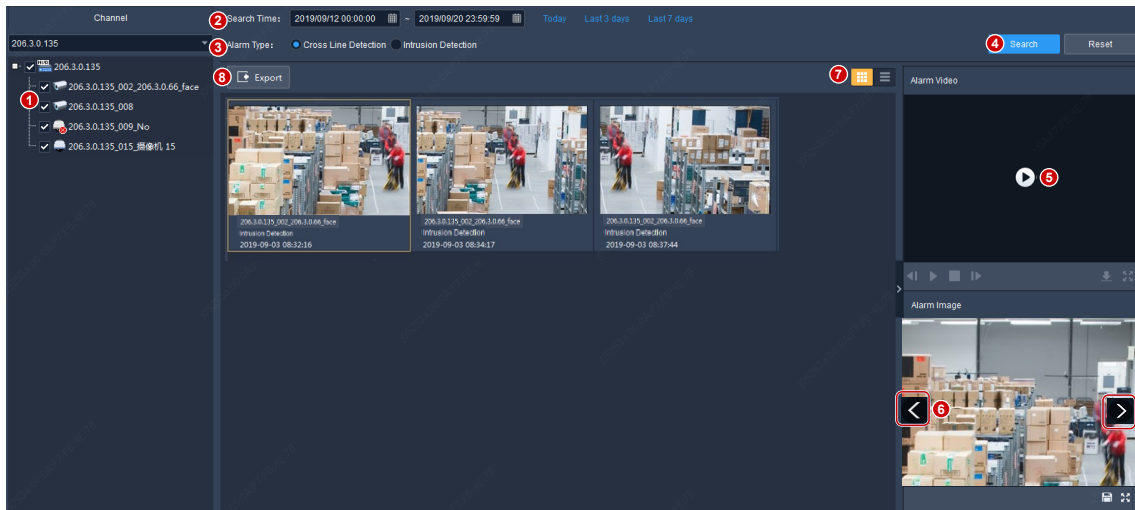 Channel
206.3.0.135
206.3.0.135
206.3.0.135_002_206.3.0.66_face
206.3.0.135_008
206.3.0.135_009_No
206.3.0.135_015_摄像机 15
1
2 Search Time: 2019/09/12 00:00:00 ~ 2019/09/20 23:59:59 Today Last 3 days Last 7 days
3 Alarm Type: Cross Line Detection Intrusion Detection
4 Search Reset
8 Export
7
206.3.0.135_002_206.3.0.66_face
Intrusion Detection
2019-09-03 08:32:16
206.3.0.135_002_206.3.0.66_face
Intrusion Detection
2019-09-03 08:34:17
206.3.0.135_002_206.3.0.66_face
Intrusion Detection
2019-09-03 08:37:44
Alarm Video
5
Alarm Image
6